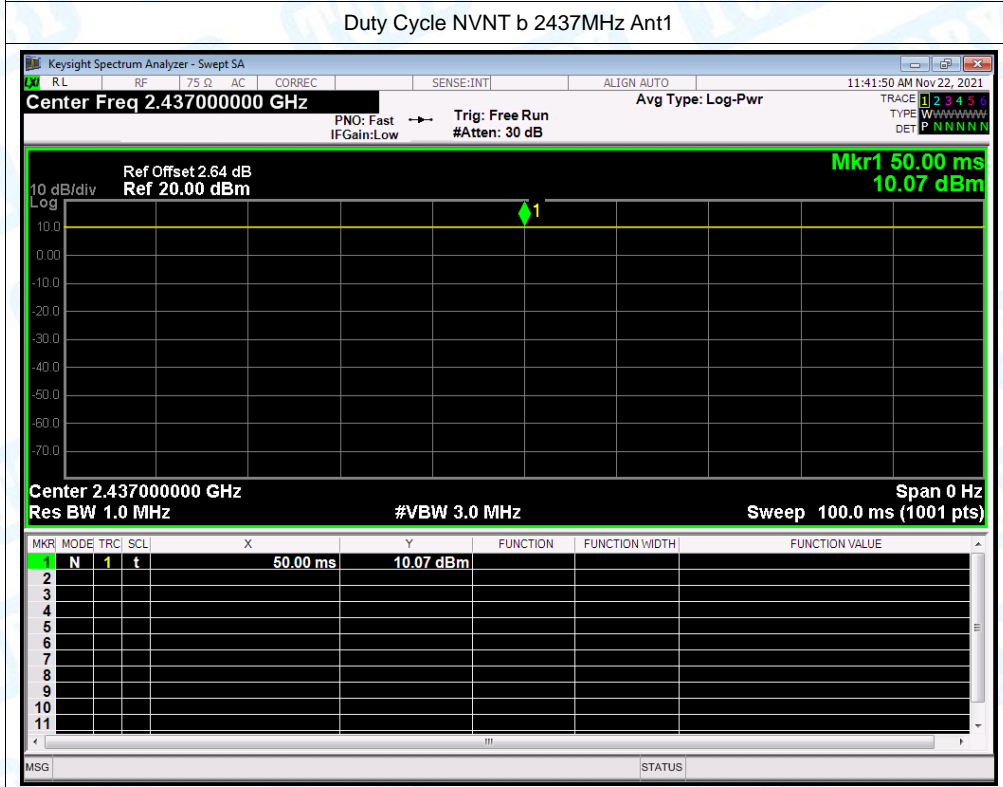 Duty Cycle NVNT b 2437MHz Ant1
Keysight Spectrum Analyzer - Swept SA
LXI RL RF 75 Ω AC CORREC SENSE:INT ALIGN AUTO 11:41:50 AM Nov 22, 2021
Center Freq 2.437000000 GHz Avg Type: Log-Pwr TRACE 1 2 3 4 5 6
PNO: Fast Trig: Free Run TYPE WWWWWW
IFGain:Low #Atten: 30 dB DET P N N N N N
Ref Offset 2.64 dB Mkr1 50.00 ms
10 dB/div Ref 20.00 dBm 10.07 dBm
Log
1
10.0
0.00
-10.0
-20.0
-30.0
-40.0
-50.0
-60.0
-70.0
Center 2.437000000 GHz Span 0 Hz
Res BW 1.0 MHz #VBW 3.0 MHz Sweep 100.0 ms (1001 pts)
MKR MODE TRC SCL X Y FUNCTION FUNCTION WIDTH FUNCTION VALUE
1 N 1 t 50.00 ms 10.07 dBm
2
3
4
5
6
7
8
9
10
11
MSG STATUS